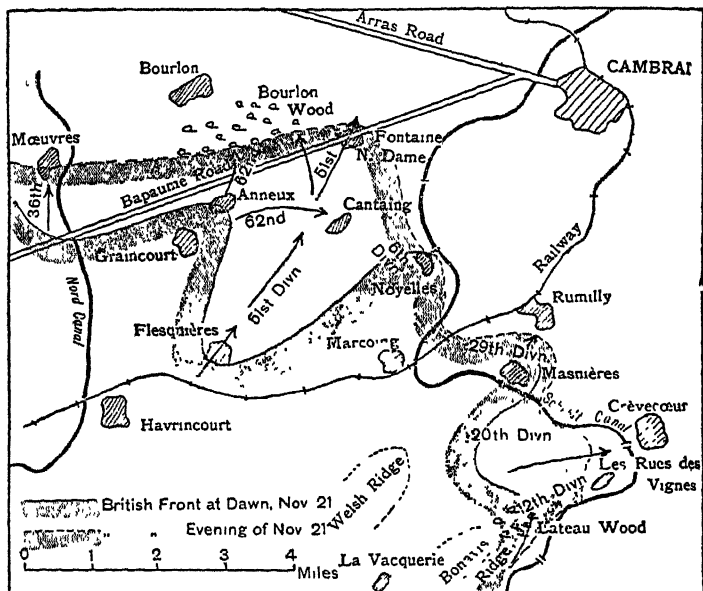 Arras Road
CAMBRAI
Bourlon
Bourlon
Wood
Mœuvres
Fontaine
N. Dame
51st
62
Bapaume Road
36th
Anneux
62nd
Cantaing
Graincourt
6th
Divn
Noyelles
Railway
Nord Canal
51st Divn
Rumilly
Flesquières
Marcoing
29th Divn
Masnières
Canal
Crèvecœur
Havrincourt
20th Divn
Les Rues des
Vignes
12th Divn
Welsh Ridge
Lateau Wood
British Front at Dawn, Nov 21
" " Evening of Nov 21
La Vacquerie
Bonavis
Ridge
0 1 2 3 4
Miles